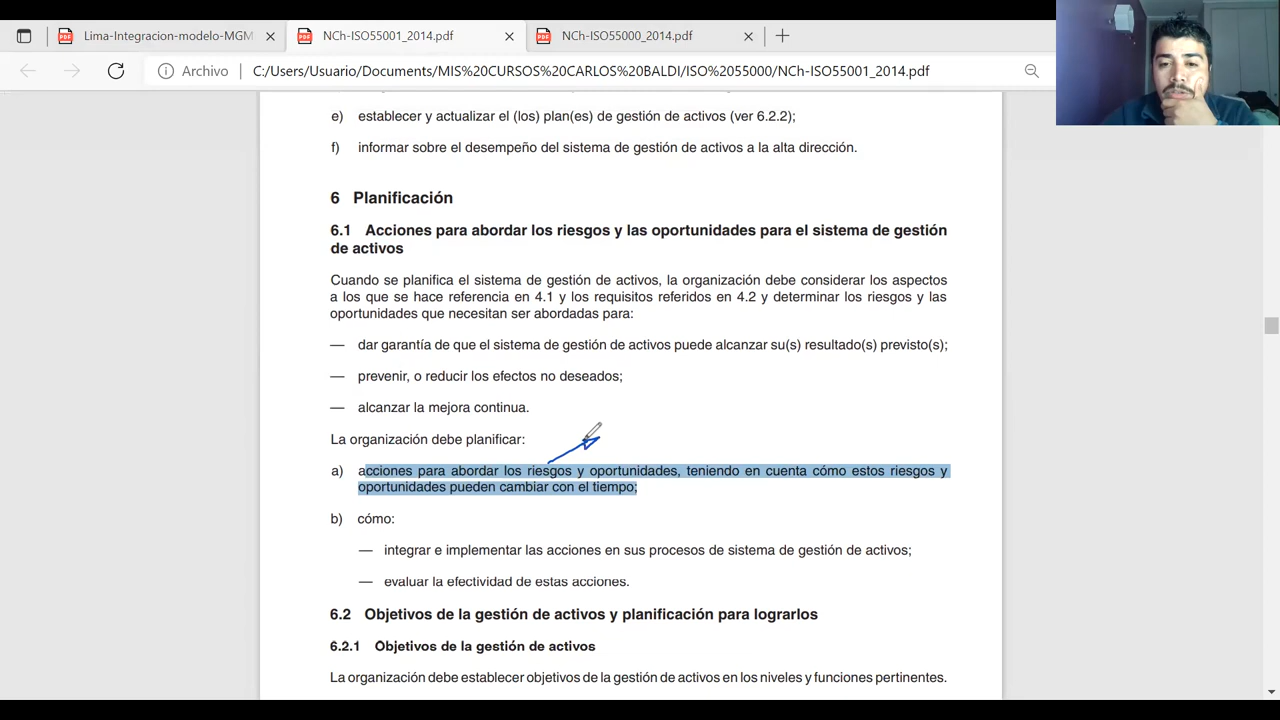 Lima-Integracion-modelo-MGM
NCh-ISO55001_2014.pdf
NCh-ISO55000_2014.pdf
Archivo
C:/Users/Usuario/Documents/MIS%20CURSOS%20CARLOS%20BALDI/ISO%2055000/NCh-ISO55001_2014.pdf
e) establecer y actualizar el (los) plan(es) de gestión de activos (ver 6.2.2);
f) informar sobre el desempeño del sistema de gestión de activos a la alta dirección.
6 Planificación
6.1 Acciones para abordar los riesgos y las oportunidades para el sistema de gestión
de activos
Cuando se planifica el sistema de gestión de activos, la organización debe considerar los aspectos
a los que se hace referencia en 4.1 y los requisitos referidos en 4.2 y determinar los riesgos y las
oportunidades que necesitan ser abordadas para:
— dar garantía de que el sistema de gestión de activos puede alcanzar su(s) resultado(s) previsto(s);
— prevenir, o reducir los efectos no deseados;
— alcanzar la mejora continua.
La organización debe planificar:
a) acciones para abordar los riesgos y oportunidades, teniendo en cuenta cómo estos riesgos y
oportunidades pueden cambiar con el tiempo;
b) cómo:
— integrar e implementar las acciones en sus procesos de sistema de gestión de activos;
— evaluar la efectividad de estas acciones.
6.2 Objetivos de la gestión de activos y planificación para lograrlos
6.2.1 Objetivos de la gestión de activos
La organización debe establecer objetivos de la gestión de activos en los niveles y funciones pertinentes.